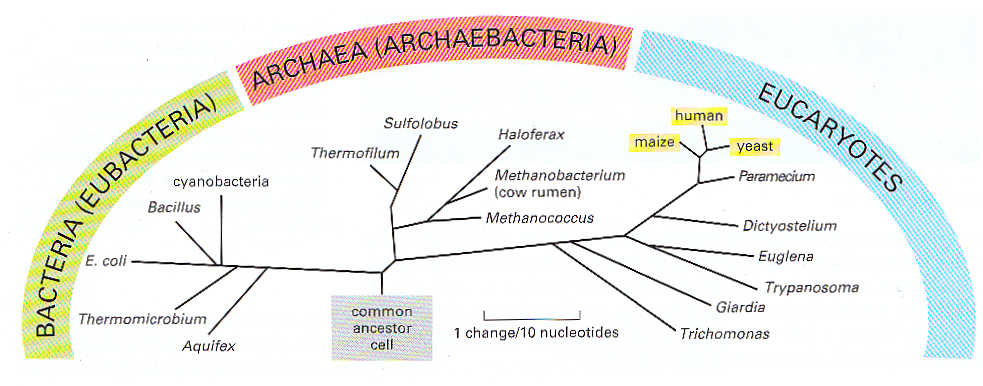 BACTERIA (EUBACTERIA)
ARCHAEA (ARCHAEBACTERIA)
EUCARYOTES
cyanobacteria
Bacillus
E. coli
Thermomicrobium
Aquifex
Sulfolobus
Thermofilum
Haloferax
Methanobacterium
(cow rumen)
Methanococcus
common
ancestor
cell
1 change/10 nucleotides
human
maize
yeast
Paramecium
Dictyostelium
Euglena
Trypanosoma
Giardia
Trichomonas